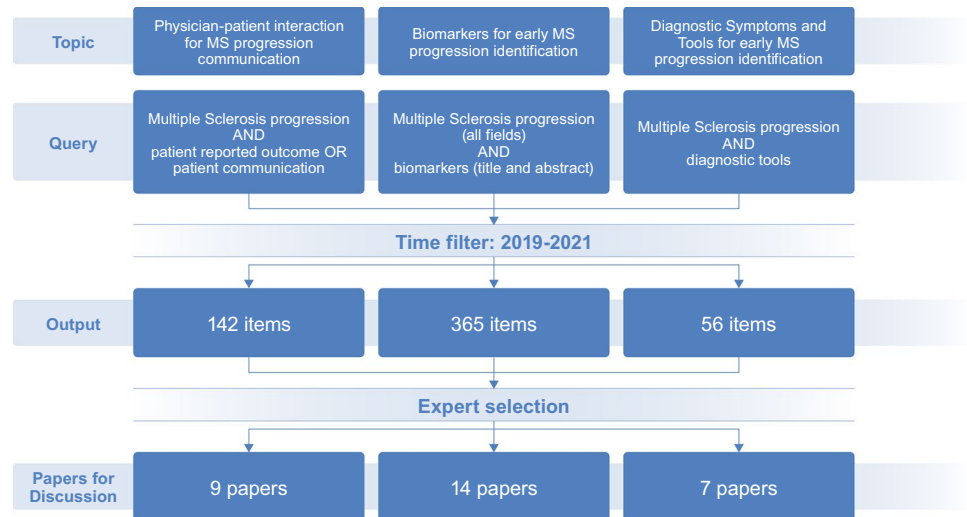 Topic
Physician-patient interaction
for MS progression
communication
Biomarkers for early MS
progression identification
Diagnostic Symptoms and
Tools for early MS
progression identification
Query
Multiple Sclerosis progression
AND
patient reported outcome OR
patient communication
Multiple Sclerosis progression
(all fields)
AND
biomarkers (title and abstract)
Multiple Sclerosis progression
AND
diagnostic tools
Time filter: 2019-2021
Output
142 items
365 items
56 items
Expert selection
Papers for
Discussion
9 papers
14 papers
7 papers